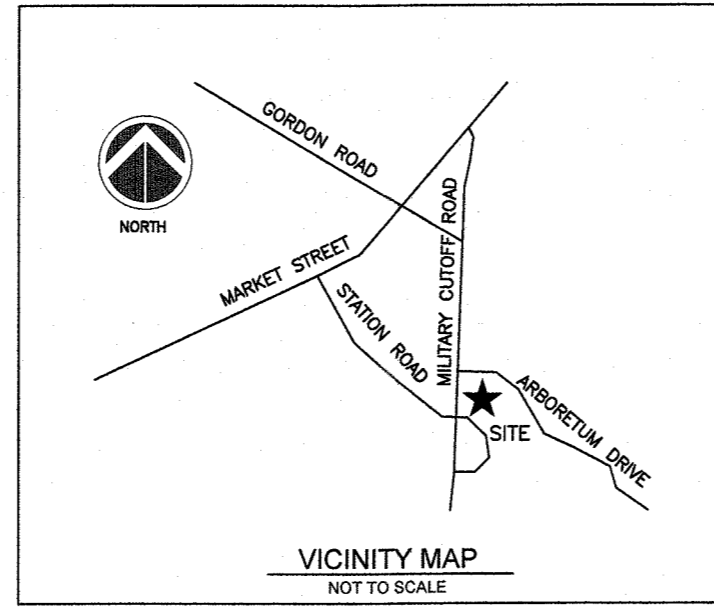 GORDON ROAD
NORTH
MARKET STREET
MILITARY CUTOFF ROAD
STATION ROAD
ARBORETUM DRIVE
SITE
VICINITY MAP
NOT TO SCALE